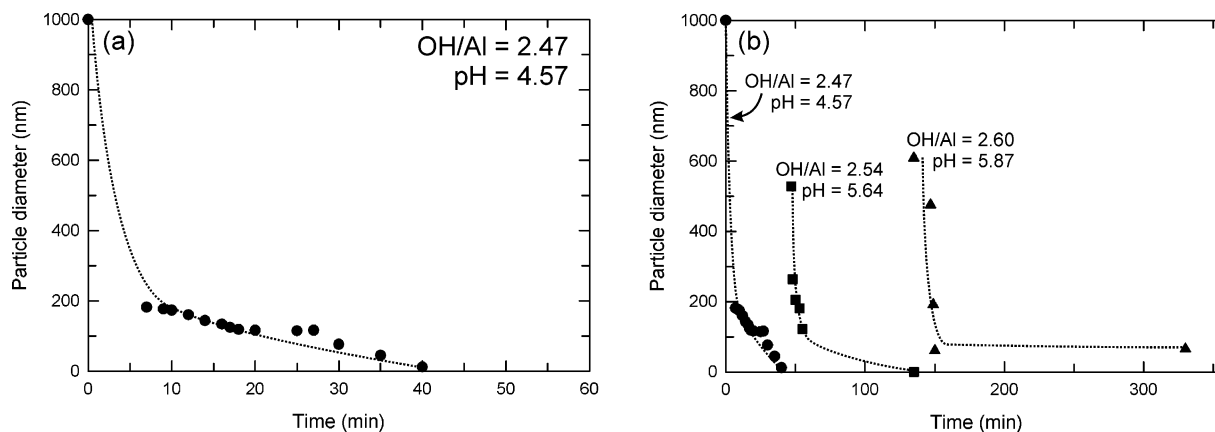 (a)
OH/Al = 2.47
pH = 4.57
Particle diameter (nm)
1000
800
600
400
200
0
0 10 20 30 40 50 60
Time (min)
(b)
OH/Al = 2.47
pH = 4.57
OH/Al = 2.54
pH = 5.64
OH/Al = 2.60
pH = 5.87
Particle diameter (nm)
1000
800
600
400
200
0
0 100 200 300
Time (min)